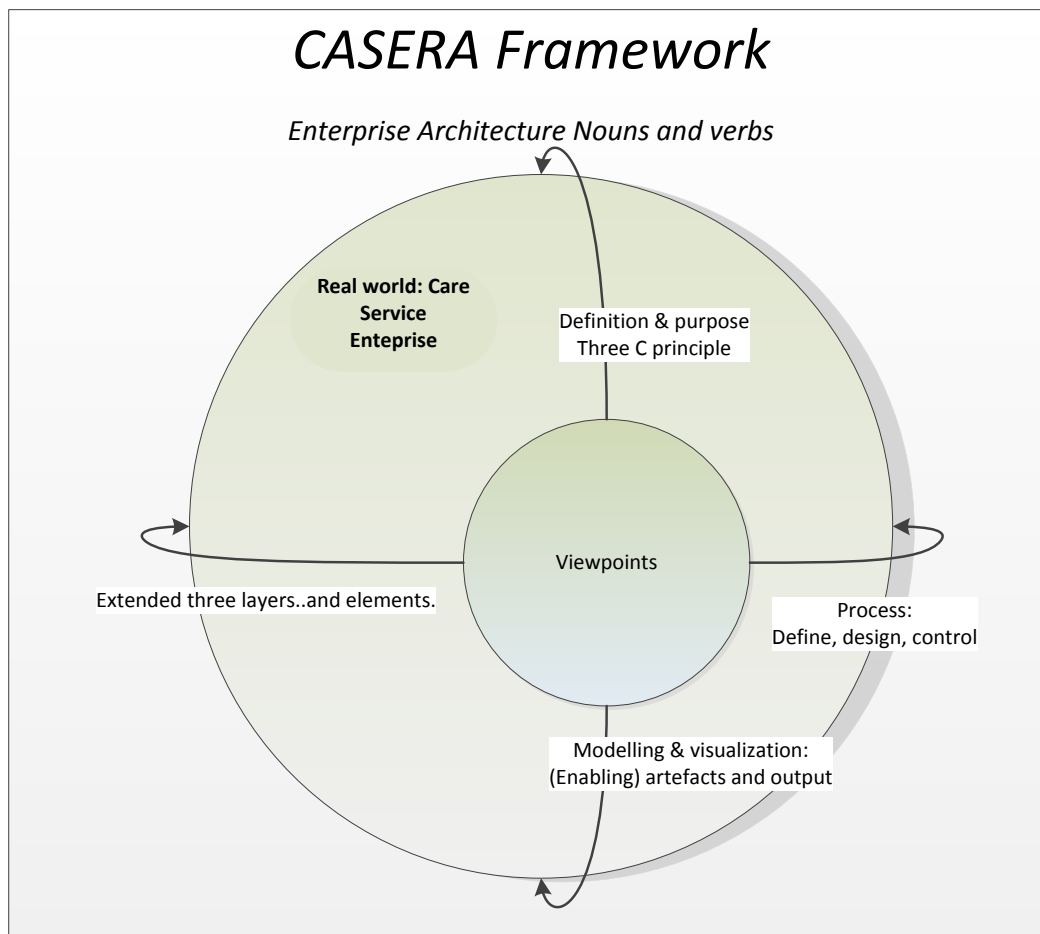 CASERA Framework
Enterprise Architecture Nouns and verbs
Real world: Care
Service
Enteprise
Definition & purpose
Three C principle
Viewpoints
Extended three layers..and elements.
Process:
Define, design, control
Modelling & visualization:
(Enabling) artefacts and output